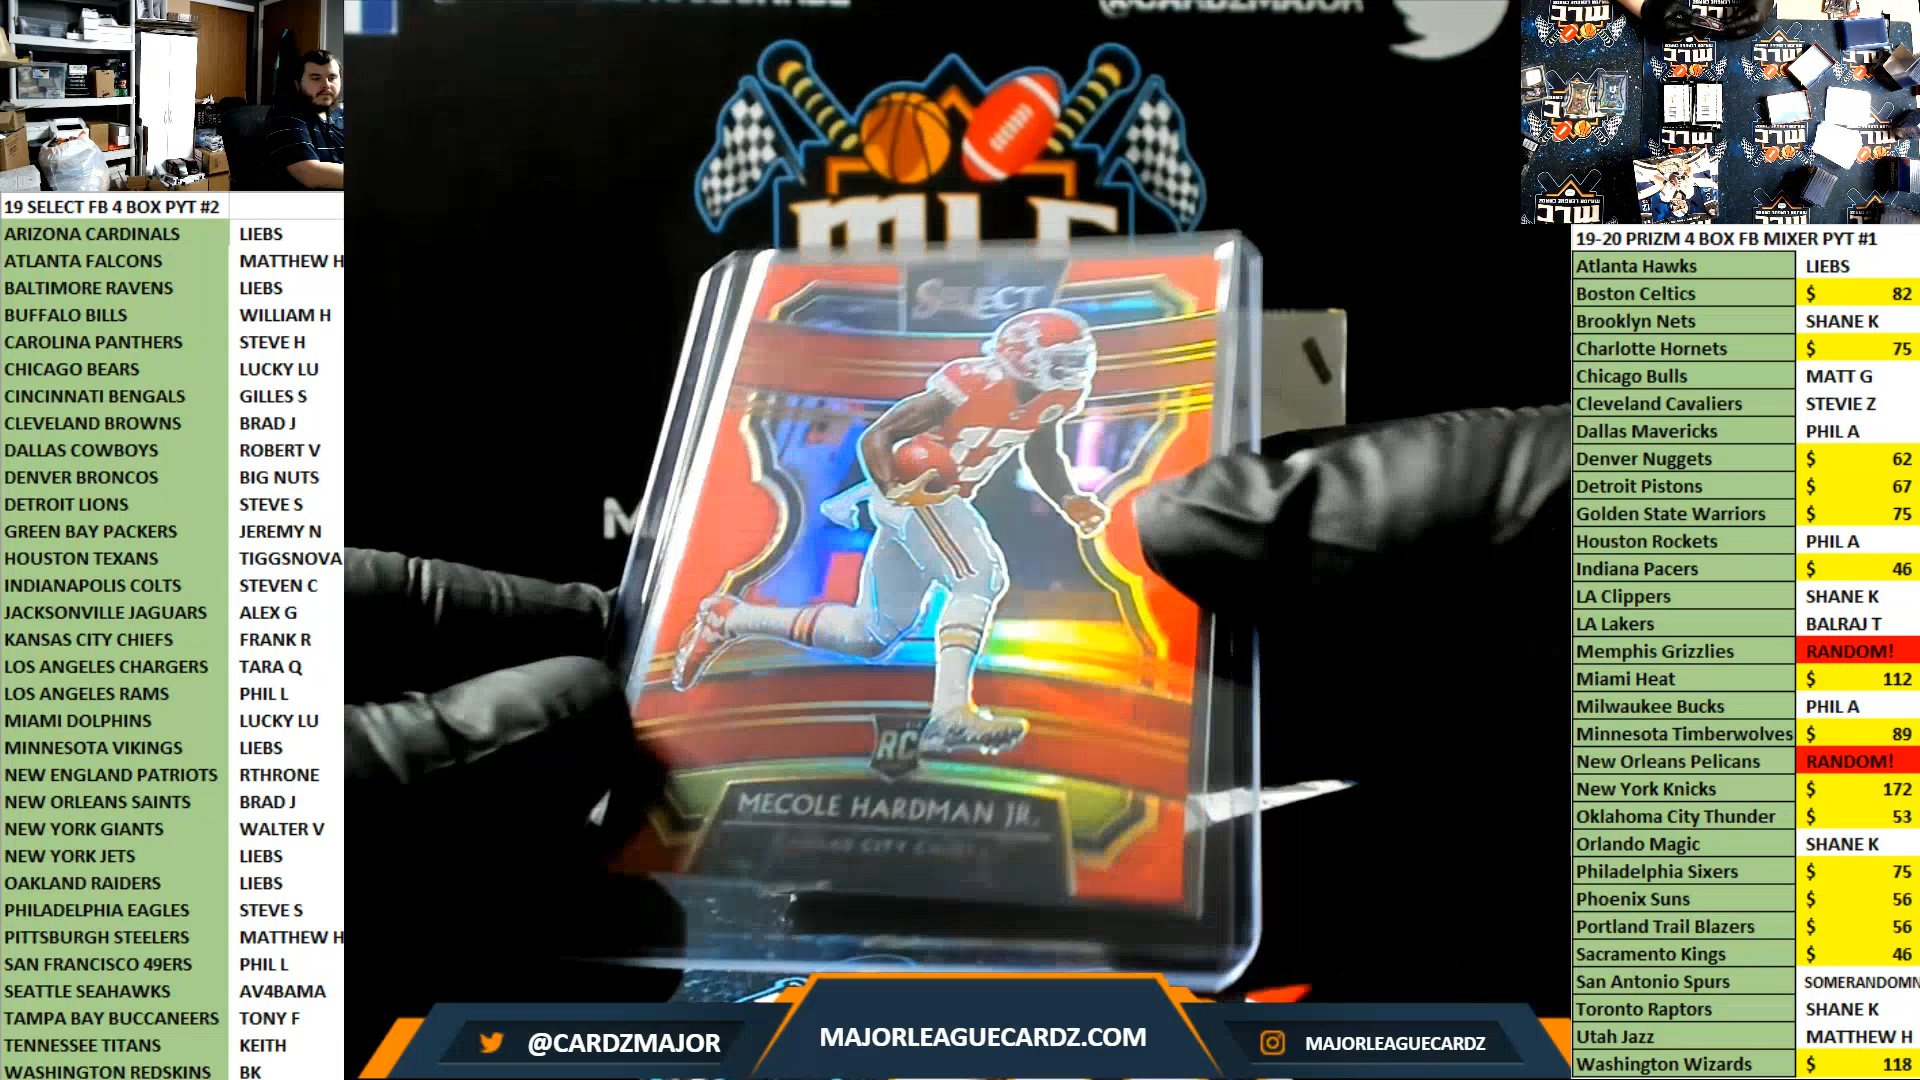 @CARDZMAJOR
19 SELECT FB 4 BOX PYT #2
ARIZONA CARDINALS LIEBS
ATLANTA FALCONS MATTHEW H
BALTIMORE RAVENS LIEBS
BUFFALO BILLS WILLIAM H
CAROLINA PANTHERS STEVE H
CHICAGO BEARS LUCKY LU
CINCINNATI BENGALS GILLES S
CLEVELAND BROWNS BRAD J
DALLAS COWBOYS ROBERT V
DENVER BRONCOS BIG NUTS
DETROIT LIONS STEVE S
GREEN BAY PACKERS JEREMY N
HOUSTON TEXANS TIGGSNOVA
INDIANAPOLIS COLTS STEVEN C
JACKSONVILLE JAGUARS ALEX G
KANSAS CITY CHIEFS FRANK R
LOS ANGELES CHARGERS TARA Q
LOS ANGELES RAMS PHIL L
MIAMI DOLPHINS LUCKY LU
MINNESOTA VIKINGS LIEBS
NEW ENGLAND PATRIOTS RTHRONE
NEW ORLEANS SAINTS BRAD J
NEW YORK GIANTS WALTER V
NEW YORK JETS LIEBS
OAKLAND RAIDERS LIEBS
PHILADELPHIA EAGLES STEVE S
PITTSBURGH STEELERS MATTHEW H
SAN FRANCISCO 49ERS PHIL L
SEATTLE SEAHAWKS AV4BAMA
TAMPA BAY BUCCANEERS TONY F
TENNESSEE TITANS KEITH
WASHINGTON REDSKINS BK
MLC
SELECT
RC
MECOLE HARDMAN JR.
@CARDZMAJOR
MAJORLEAGUECARDZ.COM
MAJORLEAGUECARDZ
19-20 PRIZM 4 BOX FB MIXER PYT #1
Atlanta Hawks LIEBS
Boston Celtics $ 82
Brooklyn Nets SHANE K
Charlotte Hornets $ 75
Chicago Bulls MATT G
Cleveland Cavaliers STEVIE Z
Dallas Mavericks PHIL A
Denver Nuggets $ 62
Detroit Pistons $ 67
Golden State Warriors $ 75
Houston Rockets PHIL A
Indiana Pacers $ 46
LA Clippers SHANE K
LA Lakers BALRAJ T
Memphis Grizzlies RANDOM!
Miami Heat $ 112
Milwaukee Bucks PHIL A
Minnesota Timberwolves $ 89
New Orleans Pelicans RANDOM!
New York Knicks $ 172
Oklahoma City Thunder $ 53
Orlando Magic SHANE K
Philadelphia Sixers $ 75
Phoenix Suns $ 56
Portland Trail Blazers $ 56
Sacramento Kings $ 46
San Antonio Spurs SOMERANDOMN
Toronto Raptors SHANE K
Utah Jazz MATTHEW H
Washington Wizards $ 118